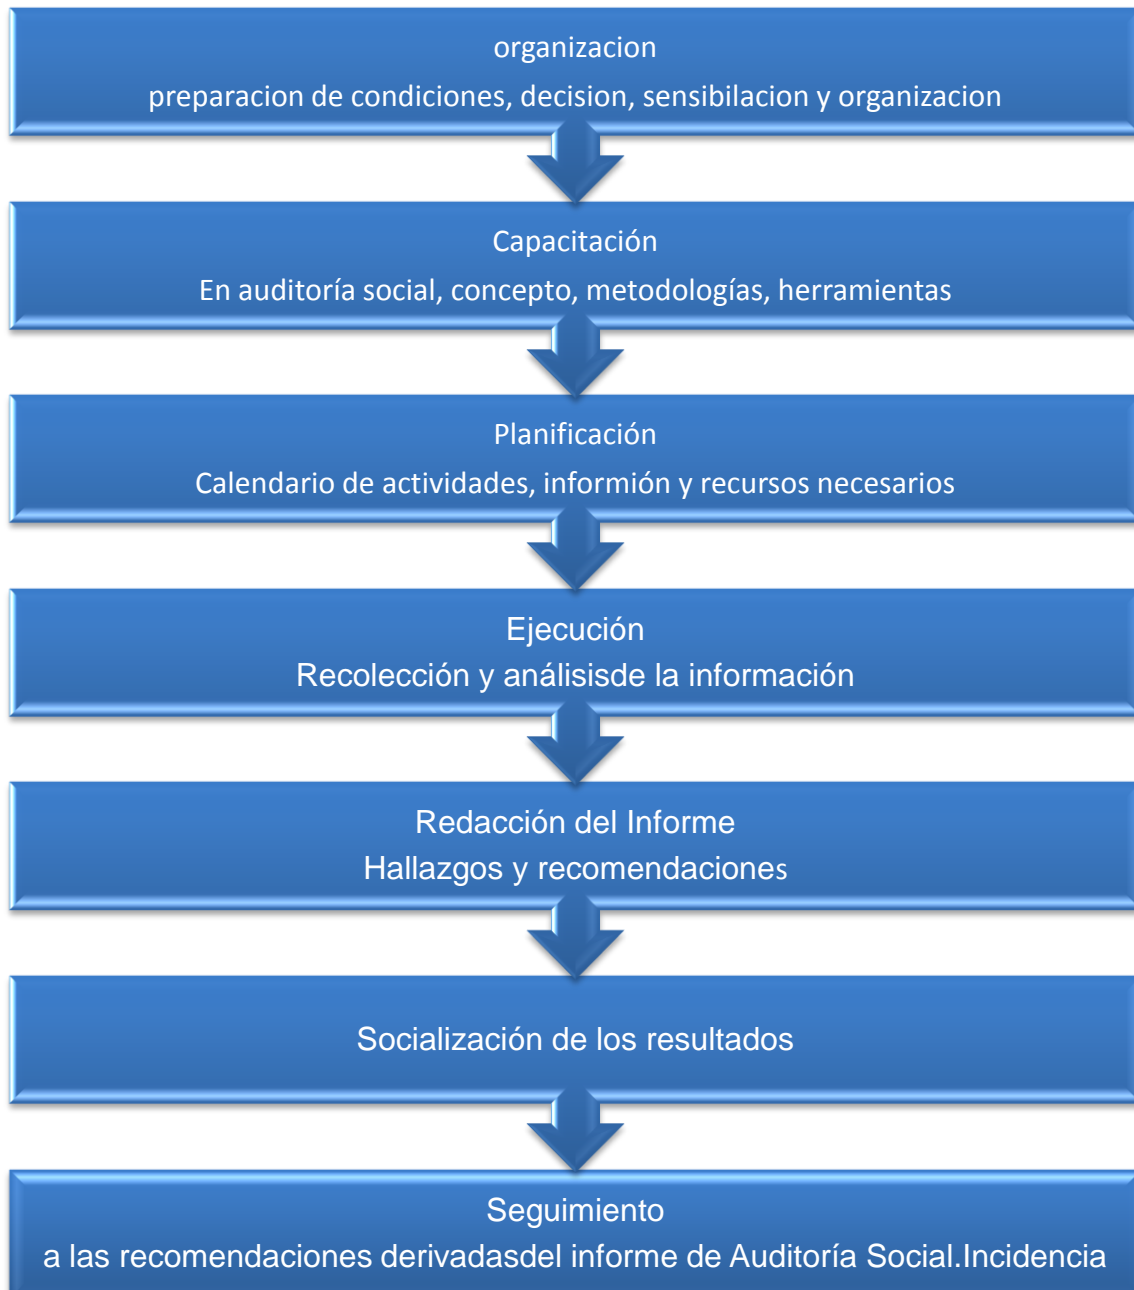 organizacion
preparacion de condiciones, decision, sensibilacion y organizacion
Capacitación
En auditoría social, concepto, metodologías, herramientas
Planificación
Calendario de actividades, informión y recursos necesarios
Ejecución
Recolección y análisisde la información
Redacción del Informe
Hallazgos y recomendaciones
Socialización de los resultados
Seguimiento
a las recomendaciones derivadasdel informe de Auditoría Social.Incidencia